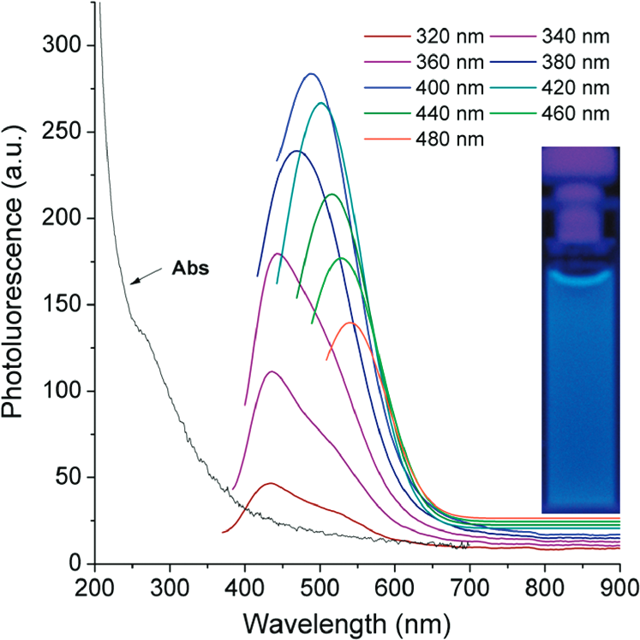 300
250
200
150
100
50
0
200 300 400 500 600 700 800 900
Photoluorescence (a.u.)
Wavelength (nm)
Abs
320 nm 340 nm
360 nm 380 nm
400 nm 420 nm
440 nm 460 nm
480 nm